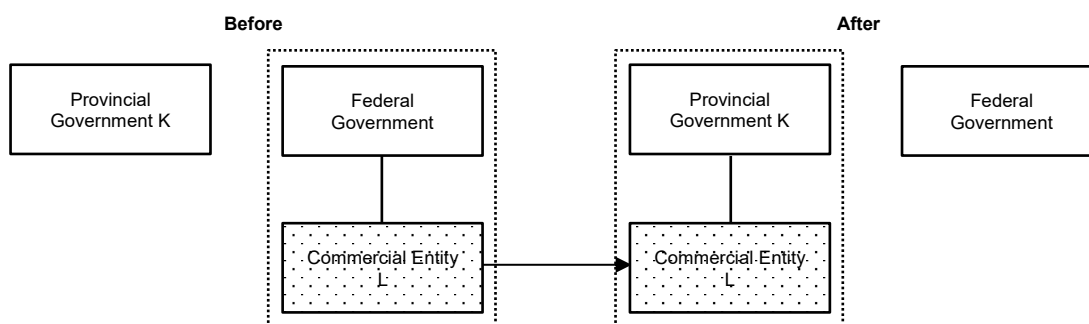 Before
After
Provincial
Government K
Federal
Government
Provincial
Government K
Federal
Government
Commercial Entity
L
Commercial Entity
L